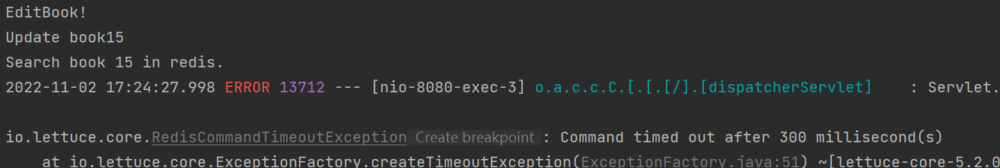 EditBook!
Update book15
Search book 15 in redis.
2022-11-02 17:24:27.998 ERROR 13712 --- [nio-8080-exec-3] o.a.c.c.C.[.[.[/].[dispatcherServlet]    : Servlet.
io.lettuce.core.RedisCommandTimeoutException Create breakpoint : Command timed out after 300 millisecond(s)
    at io.lettuce.core.ExceptionFactory.createTimeoutException(ExceptionFactory.java:51) ~[lettuce-core-5.2.0